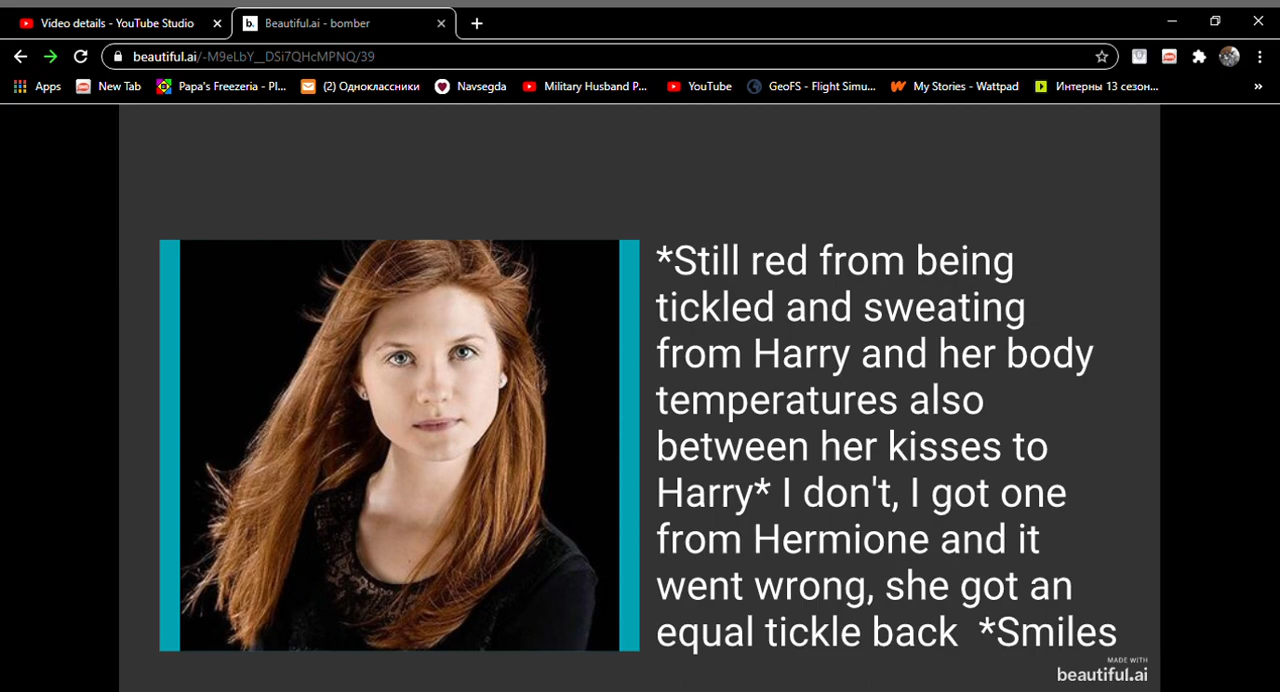 Video details - YouTube Studio
Beautiful.ai - bomber
beautiful.ai/-M9eLbY__DSi7QHcMPNQ/39
Apps
New Tab
Papa's Freezeria - Pl...
(2) Одноклассники
Navsegda
Military Husband P...
YouTube
GeoFS - Flight Simu...
My Stories - Wattpad
Интерны 13 сезон...
*Still red from being
tickled and sweating
from Harry and her body
temperatures also
between her kisses to
Harry* I don't, I got one
from Hermione and it
went wrong, she got an
equal tickle back *Smiles
MADE WITH
beautiful.ai